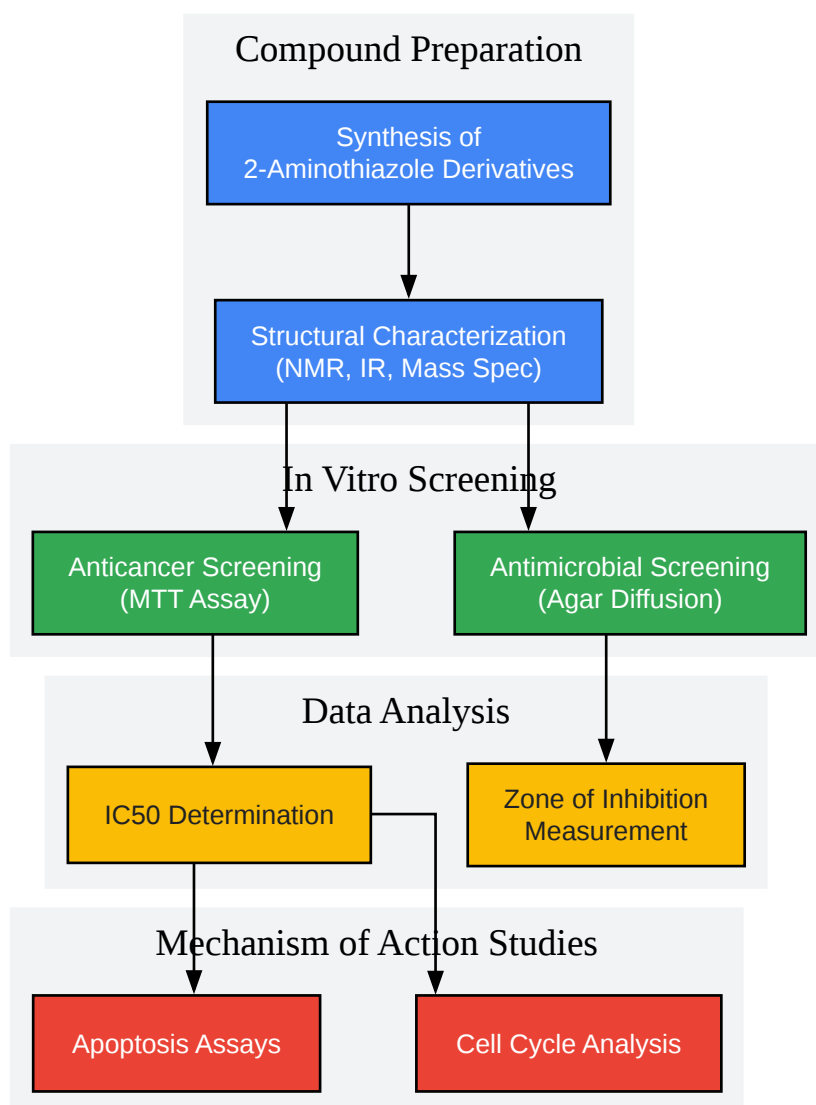 Compound Preparation
Synthesis of
2-Aminothiazole Derivatives
Structural Characterization
(NMR, IR, Mass Spec)
In Vitro Screening
Anticancer Screening
(MTT Assay)
Antimicrobial Screening
(Agar Diffusion)
Data Analysis
IC50 Determination
Zone of Inhibition
Measurement
Mechanism of Action Studies
Apoptosis Assays
Cell Cycle Analysis